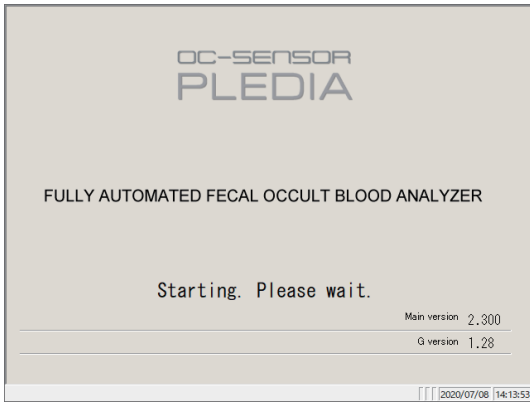 OC-SENSOR
PLEDIA
FULLY AUTOMATED FECAL OCCULT BLOOD ANALYZER
Starting. Please wait.
Main version 2.300
G version 1.28
2020/07/08 14:13:53